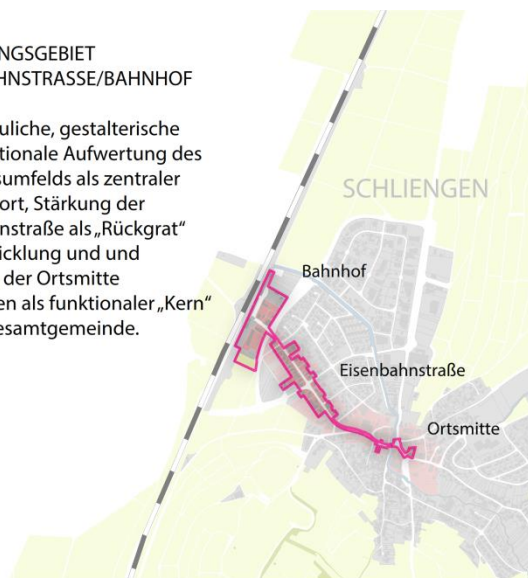 NGSGEBIET
HNSTRASSE/BAHNHOF
uliche, gestalterische
tionale Aufwertung des
sumfelds als zentraler
ort, Stärkung der
nstraße als „Rückgrat“
icklung und und
der Ortsmitte
en als funktionaler „Kern“
esamtgemeinde.
SCHLIENGEN
Bahnhof
Eisenbahnstraße
Ortsmitte